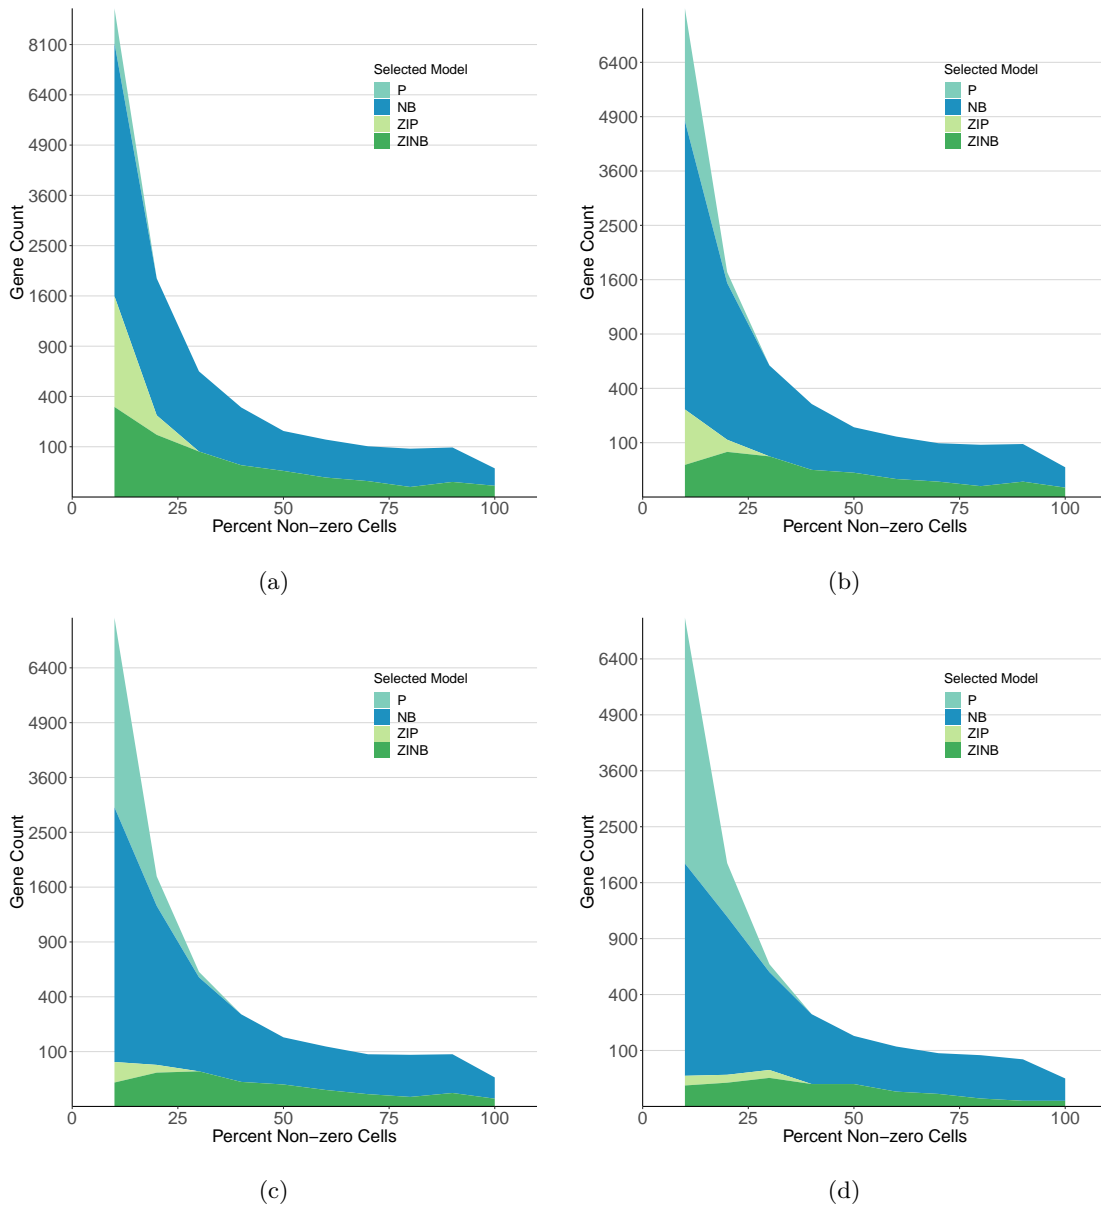 8100
6400
4900
3600
2500
1600
900
400
100
Gene Count
Selected Model
P
NB
ZIP
ZINB
0
25
50
75
100
Percent Non−zero Cells
(a)
6400
4900
3600
2500
1600
900
400
100
Gene Count
Selected Model
P
NB
ZIP
ZINB
0
25
50
75
100
Percent Non−zero Cells
(b)
6400
4900
3600
2500
1600
900
400
100
Gene Count
Selected Model
P
NB
ZIP
ZINB
0
25
50
75
100
Percent Non−zero Cells
(c)
6400
4900
3600
2500
1600
900
400
100
Gene Count
Selected Model
P
NB
ZIP
ZINB
0
25
50
75
100
Percent Non−zero Cells
(d)